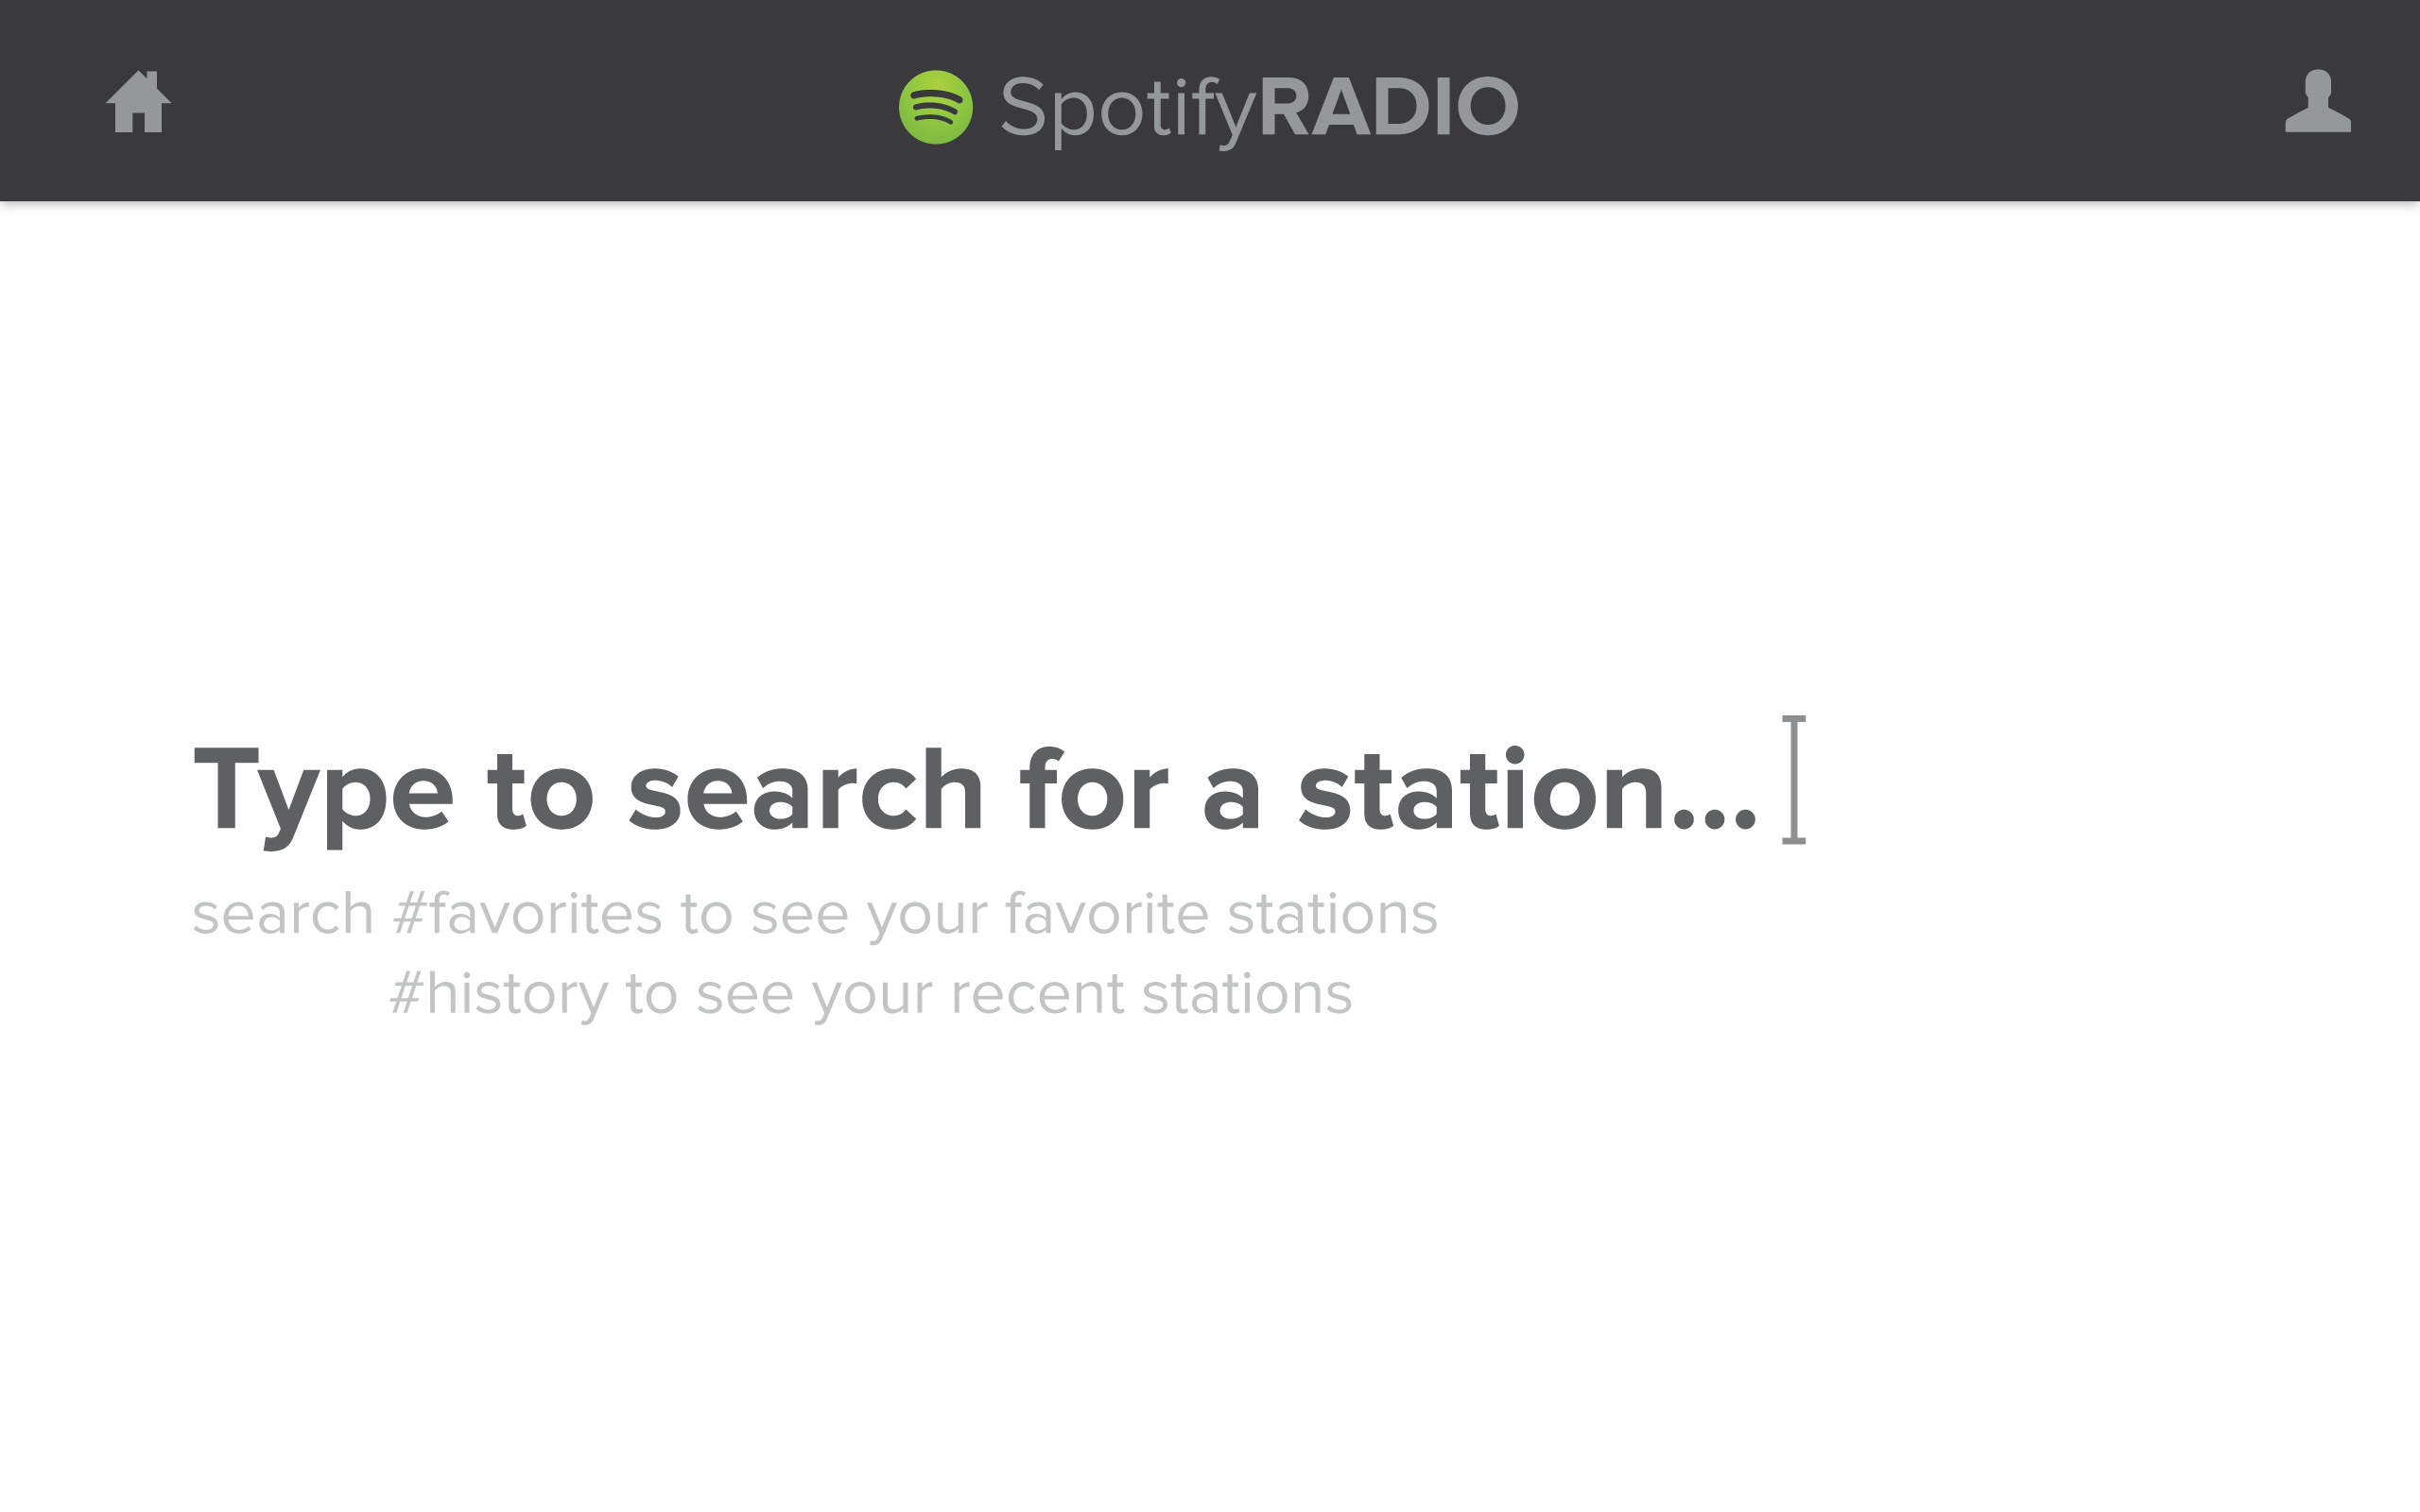 SpotifyRADIO
Type to search for a station...
search #favorites to see your favorite stations
#history to see your recent stations